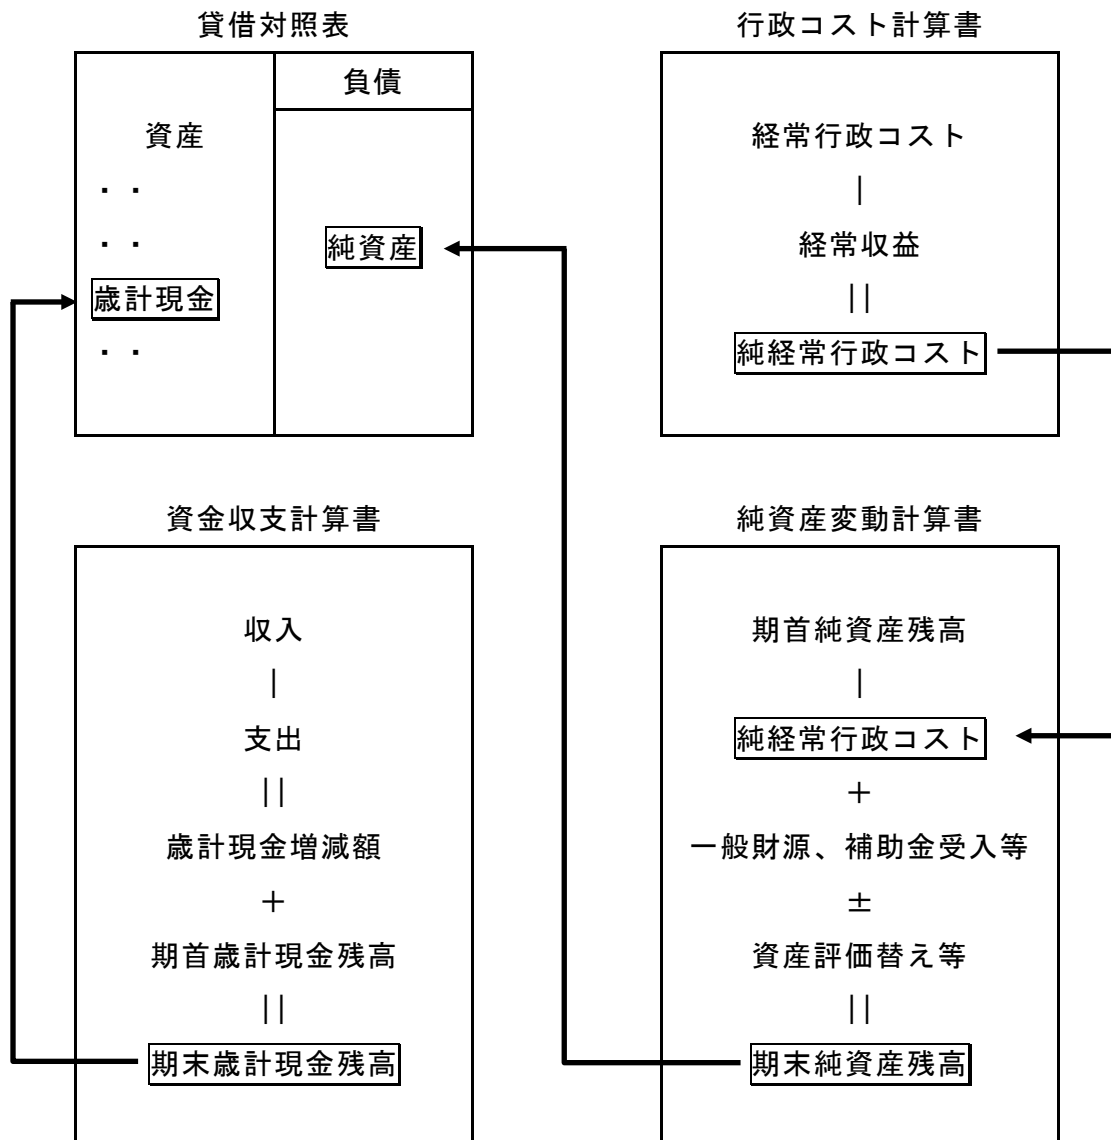 貸借対照表
負債
資産
・・
・・
純資産
歳計現金
・・
行政コスト計算書
経常行政コスト
｜
経常収益
||
純経常行政コスト
資金収支計算書
収入
｜
支出
||
歳計現金増減額
＋
期首歳計現金残高
||
期末歳計現金残高
純資産変動計算書
期首純資産残高
｜
純経常行政コスト
＋
一般財源、補助金受入等
±
資産評価替え等
||
期末純資産残高